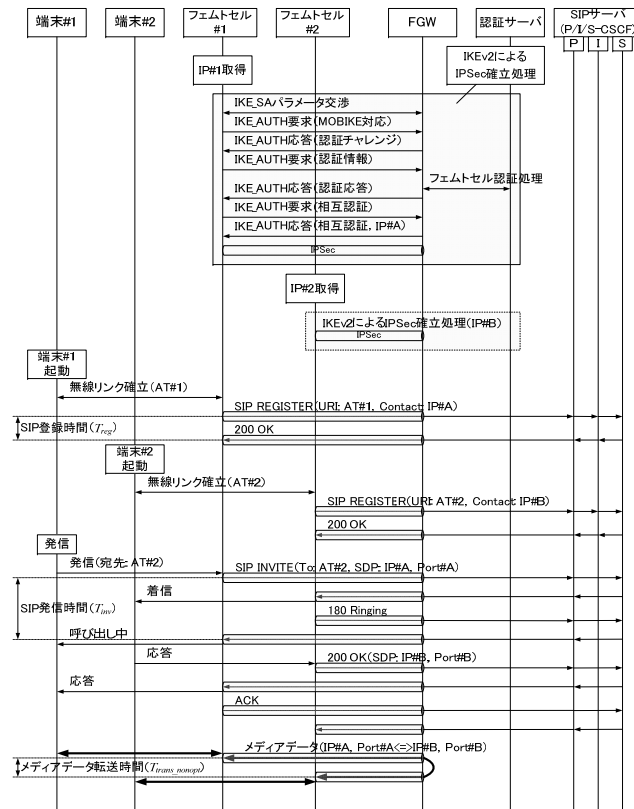 端末#1
端末#2
フェムトセル
#1
フェムトセル
#2
FGW
認証サーバ
SIPサーバ
(P/I/S-CSCF)
P
I
S
IP#1取得
IKEv2による
IPSec確立処理
IKE_SAパラメータ交渉
IKE_AUTH要求(MOBIKE対応)
IKE_AUTH応答(認証チャレンジ)
IKE_AUTH要求(認証情報)
フェムトセル認証処理
IKE_AUTH応答(認証応答)
IKE_AUTH要求(相互認証)
IKE_AUTH応答(相互認証, IP#A)
IPSec
IP#2取得
IKEv2によるIPSec確立処理(IP#B)
IPSec
端末#1
起動
無線リンク確立(AT#1)
SIP REGISTER(URI: AT#1, Contact: IP#A)
SIP登録時間(Treg)
200 OK
端末#2
起動
無線リンク確立(AT#2)
SIP REGISTER(URI: AT#2, Contact: IP#B)
200 OK
発信
発信(宛先: AT#2)
SIP INVITE(To: AT#2, SDP: IP#A, Port#A)
着信
SIP発信時間(Tinv)
180 Ringing
呼び出し中
応答
200 OK(SDP: IP#B, Port#B)
応答
ACK
メディアデータ(IP#A, Port#A<=>IP#B, Port#B)
メディアデータ転送時間(Ttrans_nonopt)